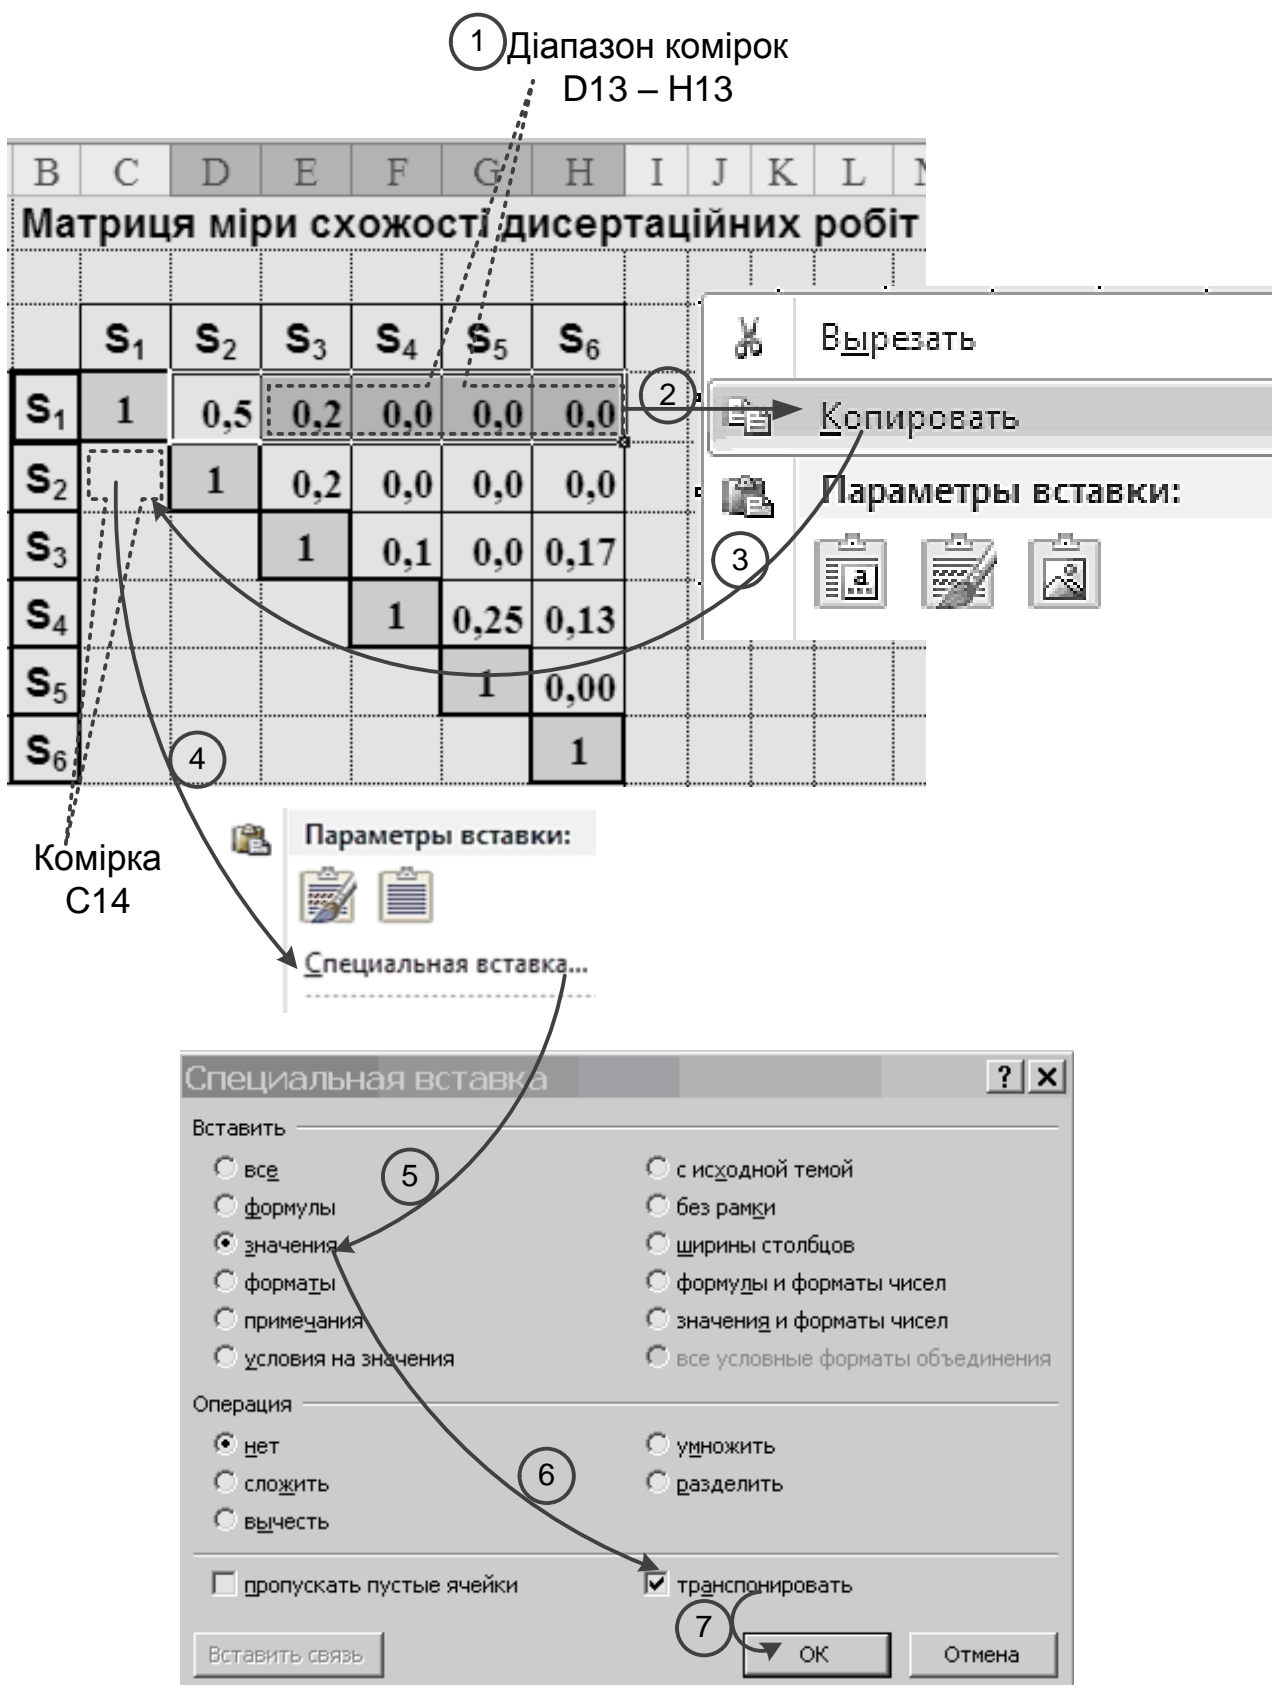 1 Діапазон комірок
D13 – H13
B C D E F G H I J K L
Матриця міри схожості дисертаційних робіт
S1 S2 S3 S4 S5 S6
S1 1 0,5 0,2 0,0 0,0 0,0
S2 1 0,2 0,0 0,0 0,0
S3 1 0,1 0,0 0,17
S4 1 0,25 0,13
S5 1 0,00
S6 1
Вырезать
2
Копировать
Параметры вставки:
3
a
4
Комірка
C14
Параметры вставки:
Специальная вставка...
Специальная вставка ? ×
Вставить
5
все с исходной темой
формулы без рамки
значения ширины столбцов
форматы формулы и форматы чисел
примечания значения и форматы чисел
условия на значения все условные форматы объединения
Операция
нет умножить
6
сложить разделить
вычесть
пропускать пустые ячейки транспонировать
7
Вставить связь ОК Отмена